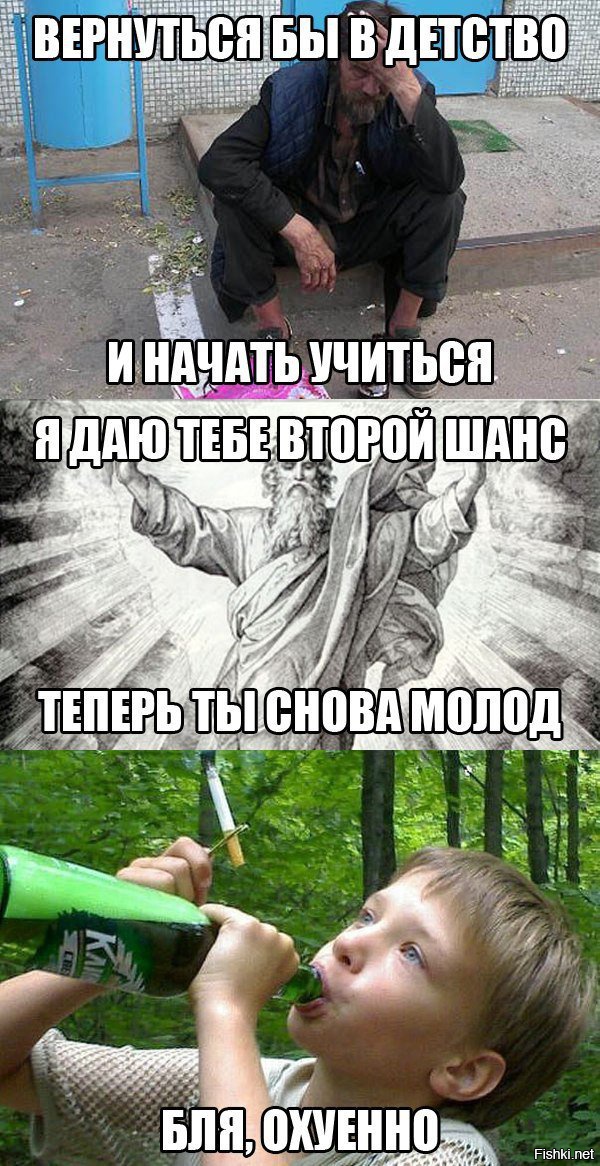 ВЕРНУТЬСЯ БЫ В ДЕТСТВО
И НАЧАТЬ УЧИТЬСЯ
Я ДАЮ ТЕБЕ ВТОРОЙ ШАНС
ТЕПЕРЬ ТЫ СНОВА МОЛОД
БЛЯ, ОХУЕННО
Fishki.net